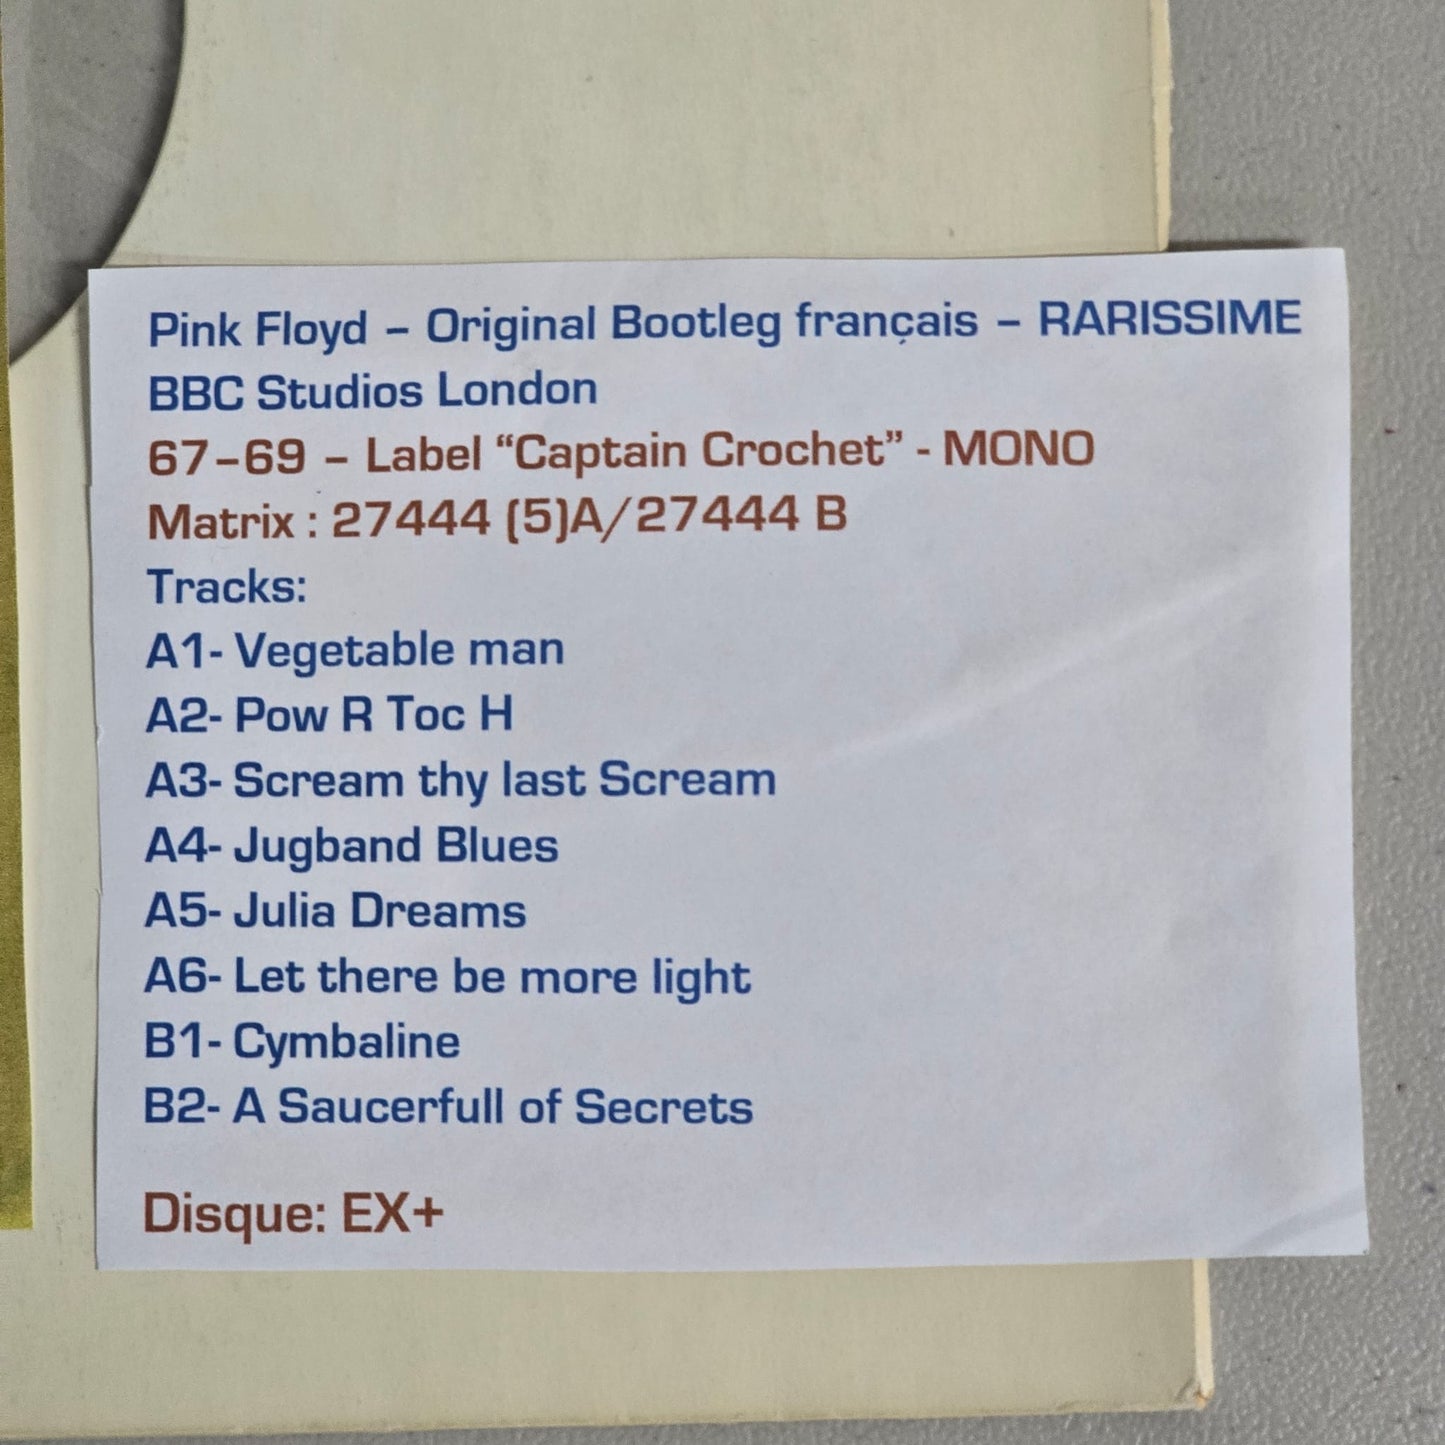 Pink Floyd – Original Bootleg français – RARISSIME
BBC Studios London
67-69 – Label “Captain Crochet” - MONO
Matrix : 27444 (5)A/27444 B
Tracks:
A1- Vegetable man
A2- Pow R Toc H
A3- Scream thy last Scream
A4- Jugband Blues
A5- Julia Dreams
A6- Let there be more light
B1- Cymbaline
B2- A Saucerfull of Secrets
Disque: EX+